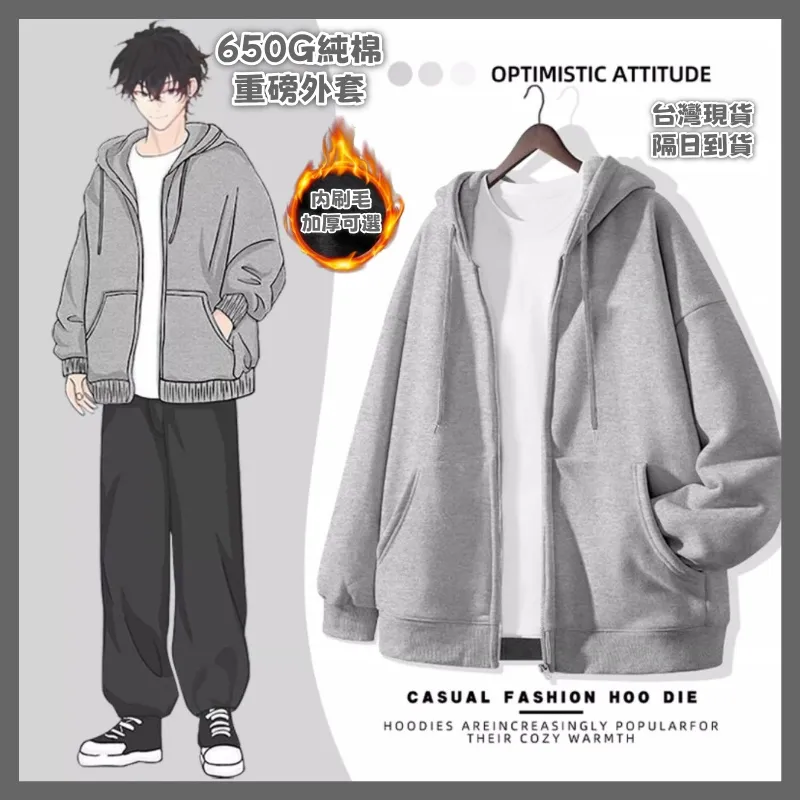 650G純棉
重磅外套
OPTIMISTIC ATTITUDE
台灣現貨
隔日到貨
內刷毛
加厚可選
CASUAL FASHION HOO DIE
HOODIES AREINCREASINGLY POPULARFOR
THEIR COZY WARMTH